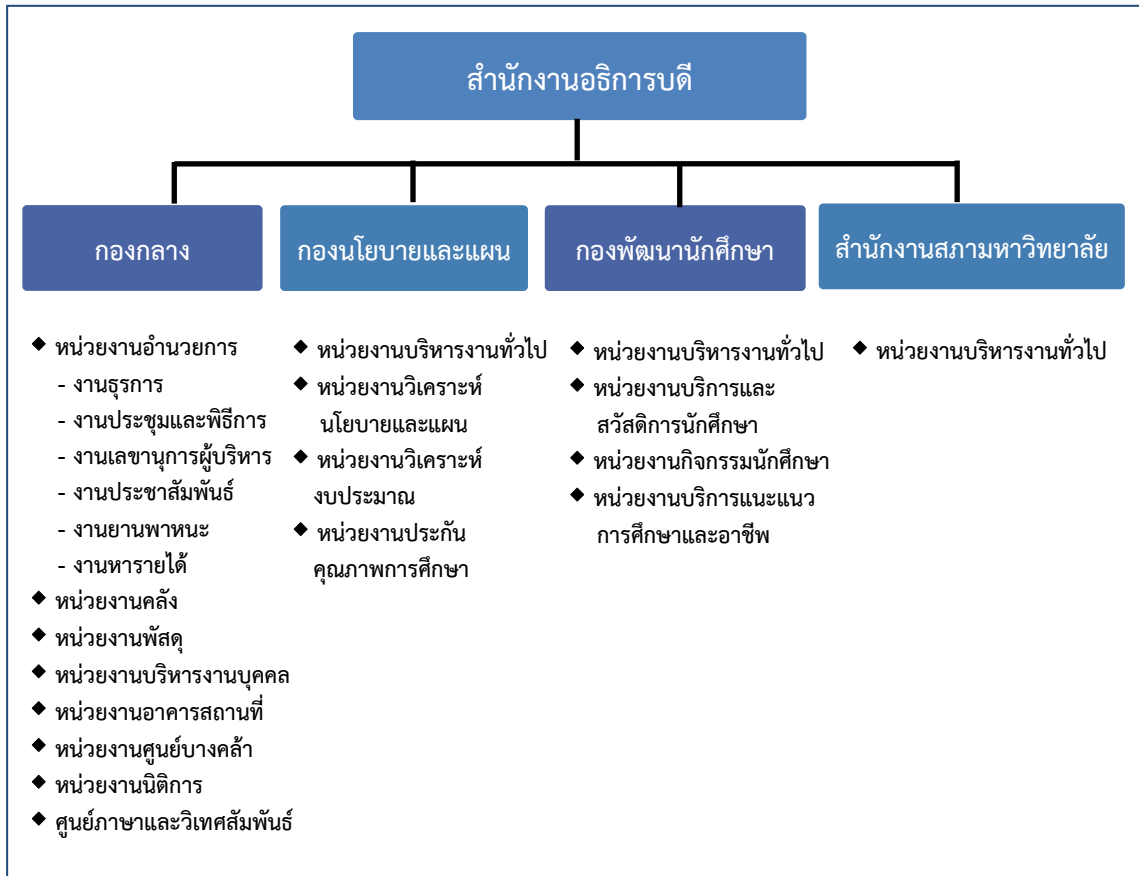 สำนักงานอธิการบดี
กองกลาง
กองนโยบายและแผน
กองพัฒนานักศึกษา
สำนักงานสภามหาวิทยาลัย
◆ หน่วยงานอำนวยการ
- งานธุรการ
- งานประชุมและพิธีการ
- งานเลขานุการผู้บริหาร
- งานประชาสัมพันธ์
- งานยานพาหนะ
- งานหารายได้
◆ หน่วยงานคลัง
◆ หน่วยงานพัสดุ
◆ หน่วยงานบริหารงานบุคคล
◆ หน่วยงานอาคารสถานที่
◆ หน่วยงานศูนย์บางคล้า
◆ หน่วยงานนิติการ
◆ ศูนย์ภาษาและวิเทศสัมพันธ์
◆ หน่วยงานบริหารงานทั่วไป
◆ หน่วยงานวิเคราะห์
นโยบายและแผน
◆ หน่วยงานวิเคราะห์
งบประมาณ
◆ หน่วยงานประกัน
คุณภาพการศึกษา
◆ หน่วยงานบริหารงานทั่วไป
◆ หน่วยงานบริการและ
สวัสดิการนักศึกษา
◆ หน่วยงานกิจกรรมนักศึกษา
◆ หน่วยงานบริการแนะแนว
การศึกษาและอาชีพ
◆ หน่วยงานบริหารงานทั่วไป